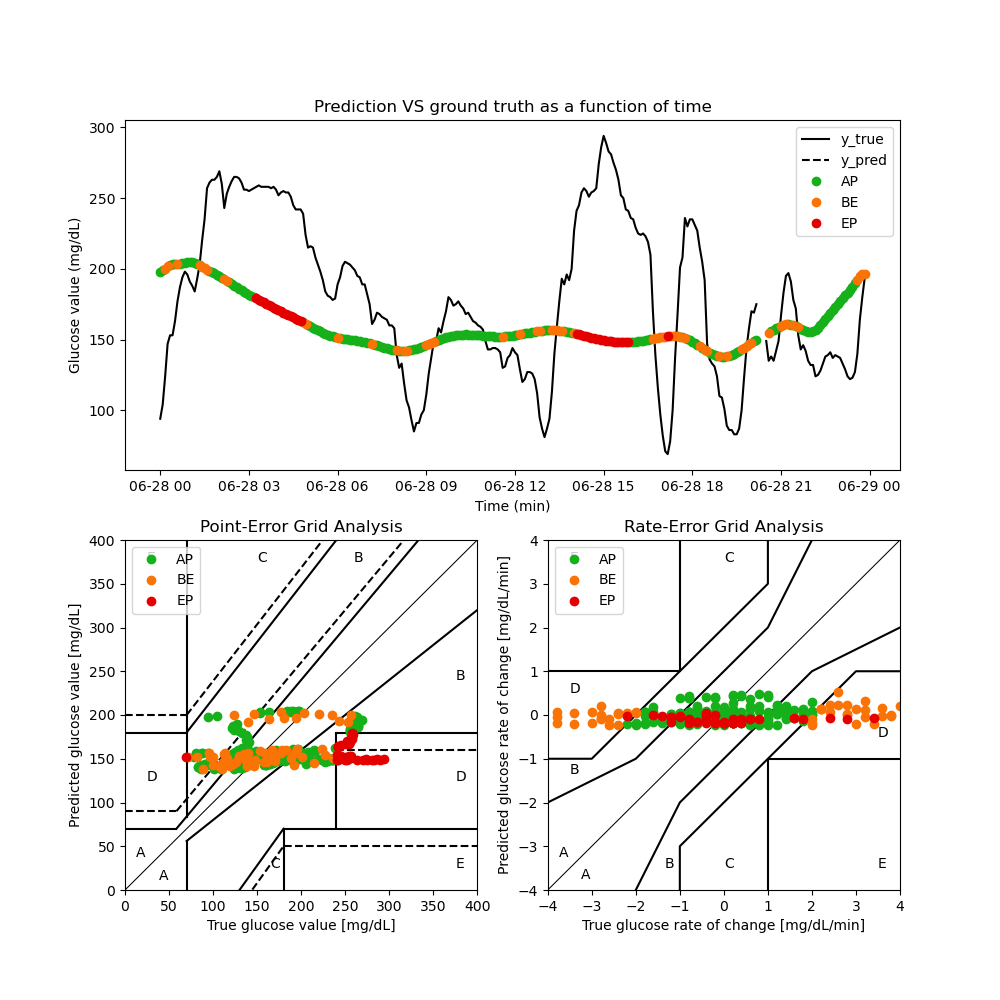 Prediction VS ground truth as a function of time
Glucose value (mg/dL)
300
250
200
150
100
y_true
y_pred
AP
BE
EP
06-28 00 06-28 03 06-28 06 06-28 09 06-28 12 06-28 15 06-28 18 06-28 21 06-29 00
Time (min)
Point-Error Grid Analysis
Predicted glucose value [mg/dL]
400
350
300
250
200
150
100
50
0
AP
BE
EP
C
B
B
D
D
A
A
C
E
0 50 100 150 200 250 300 350 400
True glucose value [mg/dL]
Rate-Error Grid Analysis
Predicted glucose rate of change [mg/dL/min]
4
3
2
1
0
−1
−2
−3
−4
AP
BE
EP
C
D
D
B
A
A
B
C
E
−4 −3 −2 −1 0 1 2 3 4
True glucose rate of change [mg/dL/min]